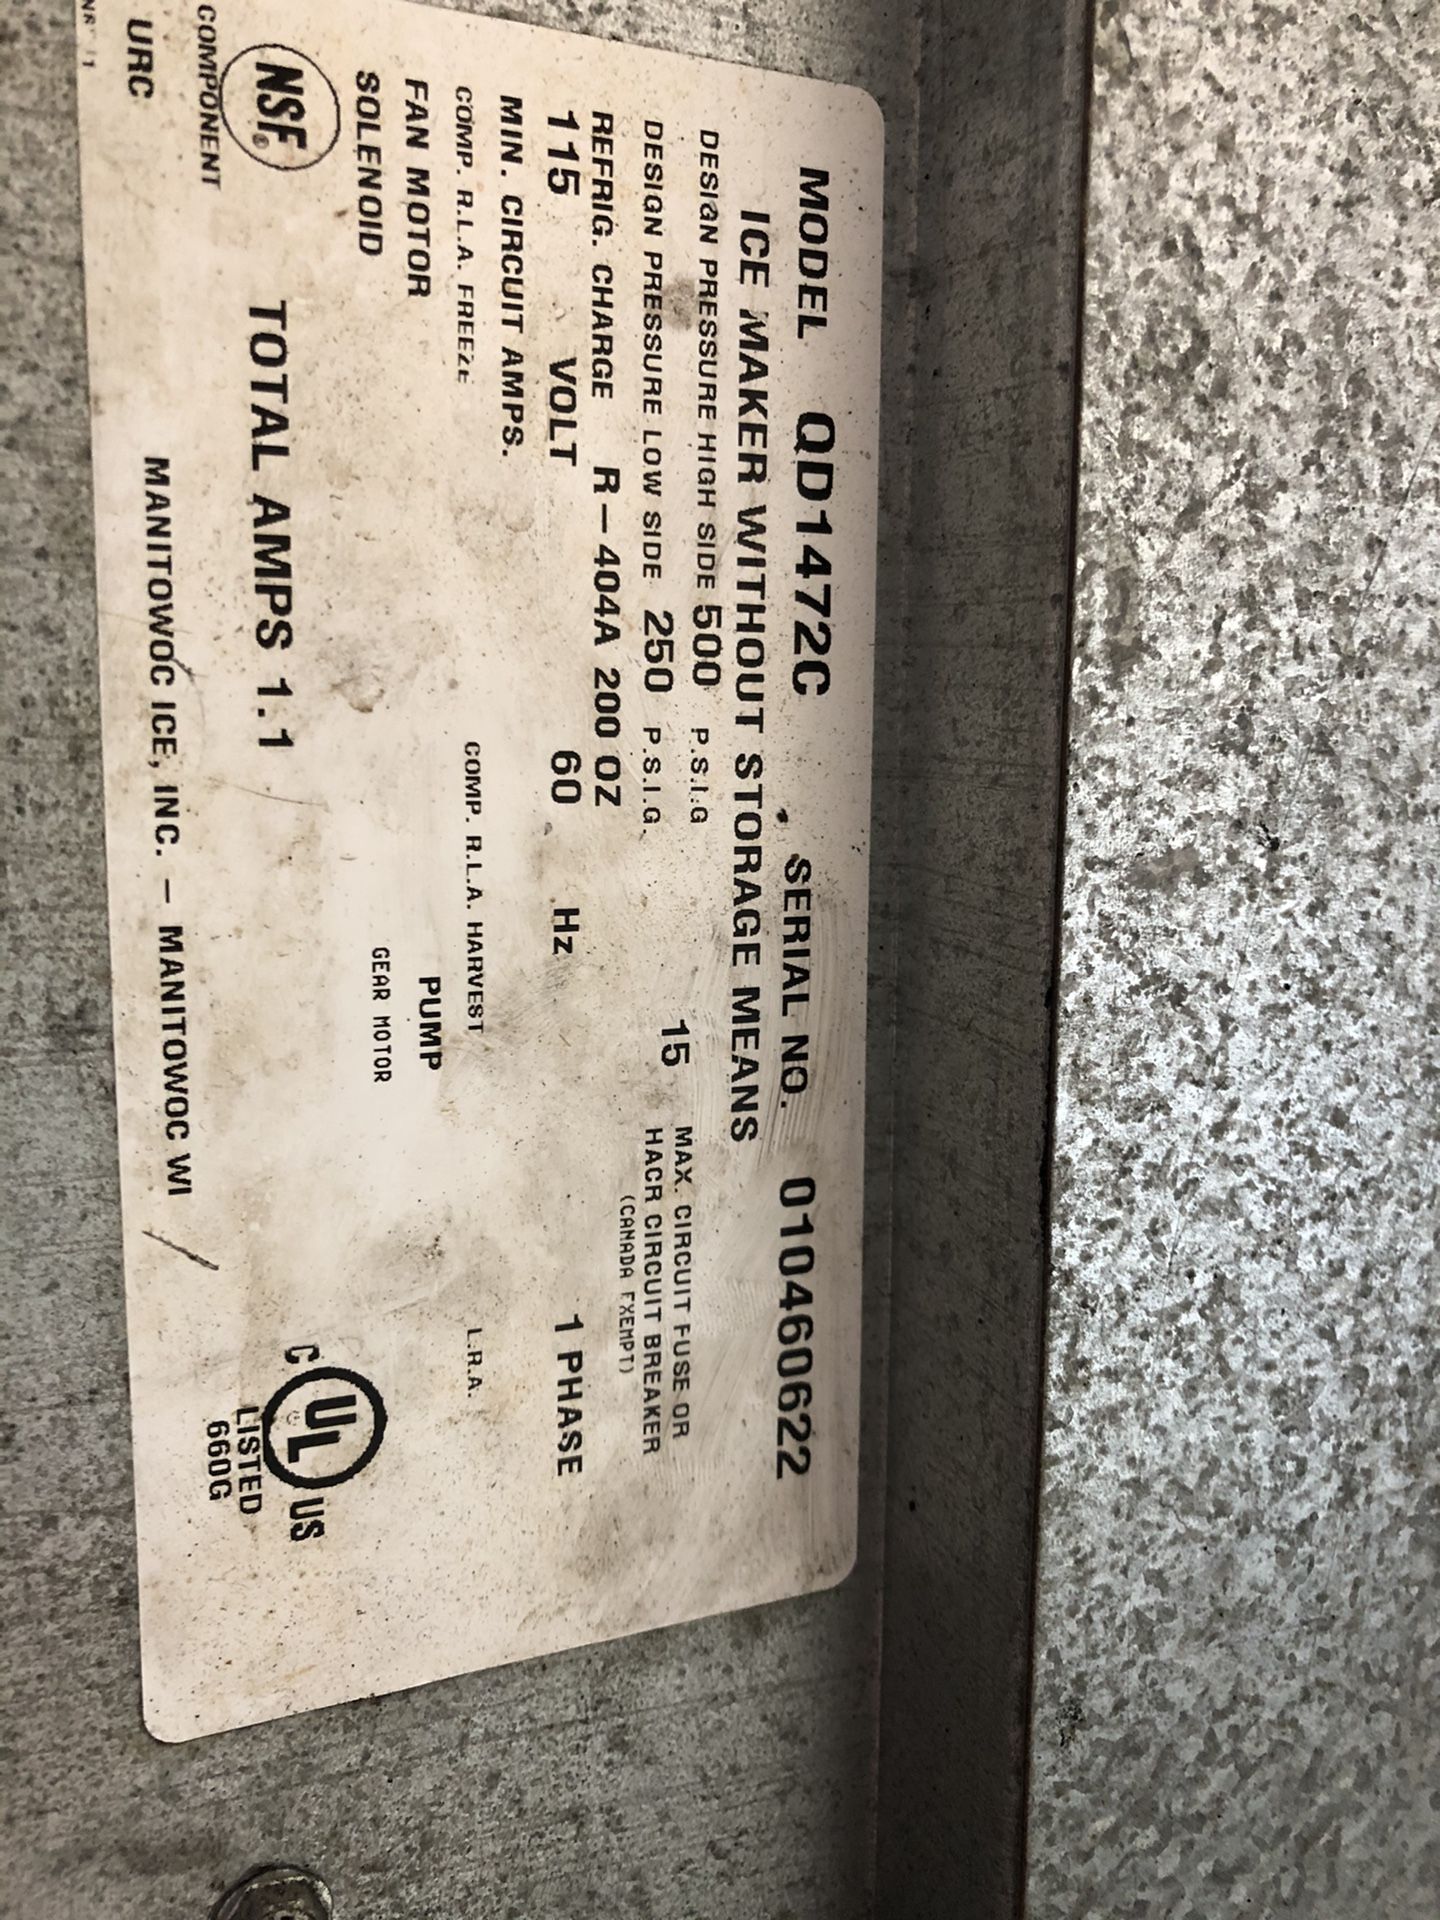 MODEL QD1472C SERIAL NO. 010460622
ICE MAKER WITHOUT STORAGE MEANS
DESIGN PRESSURE HIGH SIDE 500 P.S.I.G
DESIGN PRESSURE LOW SIDE 250 P.S.I.G.
15 MAX. CIRCUIT FUSE OR
HACR CIRCUIT BREAKER
(CANADA EXEMPT)
REFRIG. CHARGE R-404A 200 OZ
115 VOLT 60 Hz 1 PHASE
MIN. CIRCUIT AMPS.
COMP. R.L.A. FREEZE COMP. R.L.A. HARVEST L.R.A.
FAN MOTOR PUMP
SOLENOID GEAR MOTOR
NSF®
COMPONENT
TOTAL AMPS 1.1
C UL US
LISTED
660G
MANITOWOC ICE, INC. - MANITOWOC WI
URC